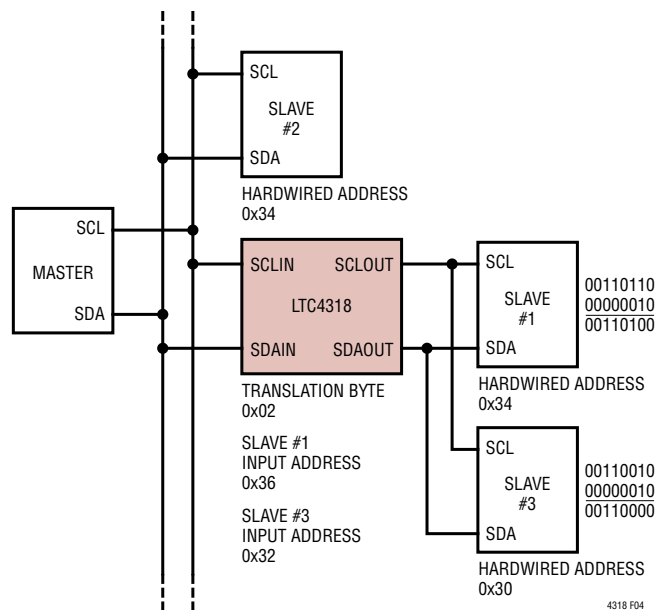 SCL
SLAVE
#2
SDA
HARDWIRED ADDRESS
0x34
MASTER
SCL
SDA
SCLIN SCLOUT
LTC4318
SDAIN SDAOUT
TRANSLATION BYTE
0x02
SLAVE #1
INPUT ADDRESS
0x36
SLAVE #3
INPUT ADDRESS
0x32
SCL
SLAVE
#1
SDA
00110110
00000010
00110100
HARDWIRED ADDRESS
0x34
SCL
SLAVE
#3
SDA
00110010
00000010
00110000
HARDWIRED ADDRESS
0x30
4318 F04